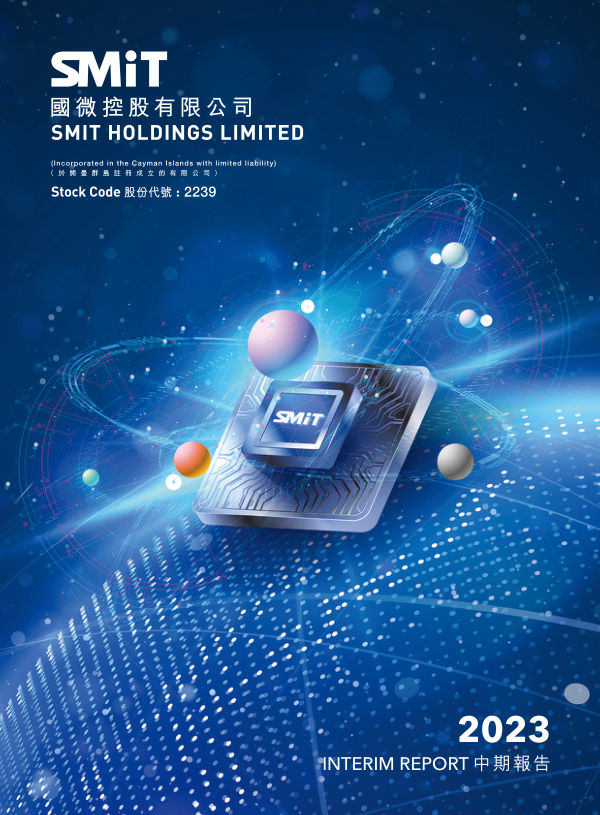 SMiT
國微控股有限公司
SMIT HOLDINGS LIMITED
(Incorporated in the Cayman Islands with limited liability)
(於開曼群島註冊成立的有限公司)
Stock Code 股份代號 : 2239
SMiT
2023
INTERIM REPORT 中期報告